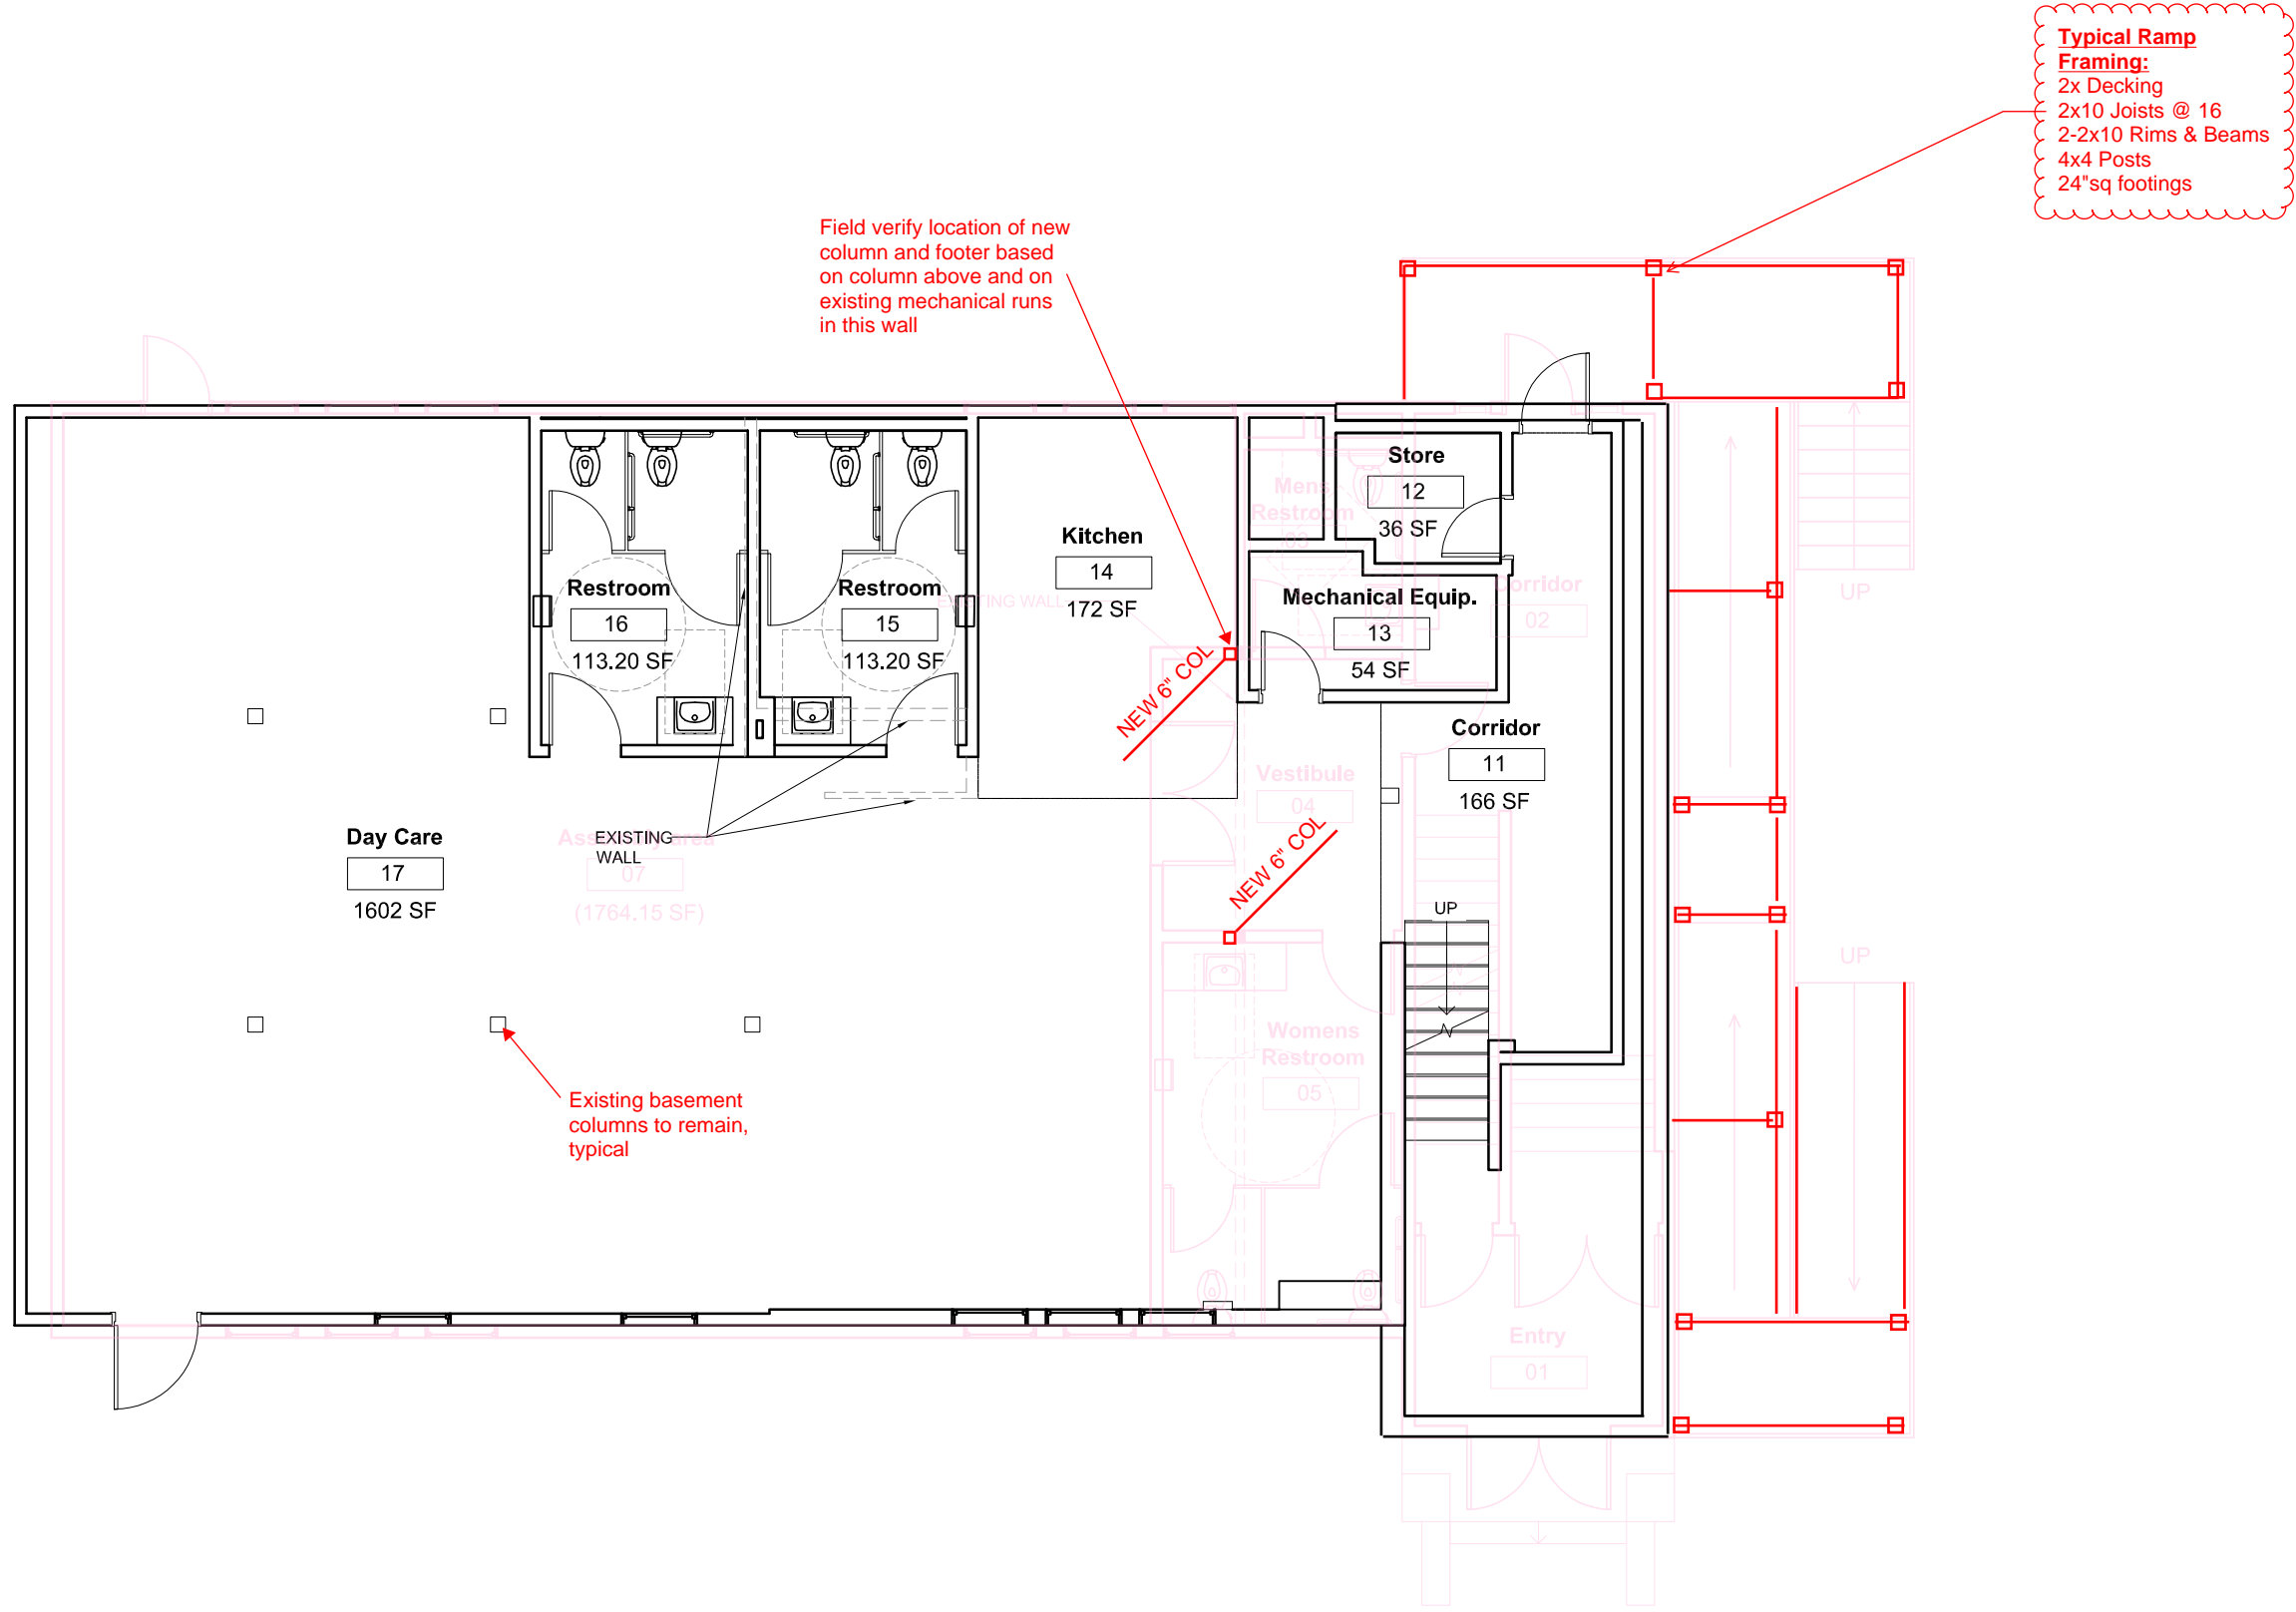 Typical Ramp
Framing:
2x Decking
2x10 Joists @ 16
2-2x10 Rims & Beams
4x4 Posts
24"sq footings
Field verify location of new
column and footer based
on column above and on
existing mechanical runs
in this wall
Store
12
36 SF
Mens
Restroom
03
Kitchen
14
172 SF
Restroom
16
113.20 SF
Restroom
15
113.20 SF
EXISTING WALL
Mechanical Equip.
13
54 SF
Corridor
02
UP
NEW 6" COL
Corridor
11
166 SF
Vestibule
04
NEW 6" COL
Day Care
17
1602 SF
EXISTING
WALL
Assembly area
07
(1764.15 SF)
UP
UP
Womens
Restroom
05
Existing basement
columns to remain,
typical
Entry
01